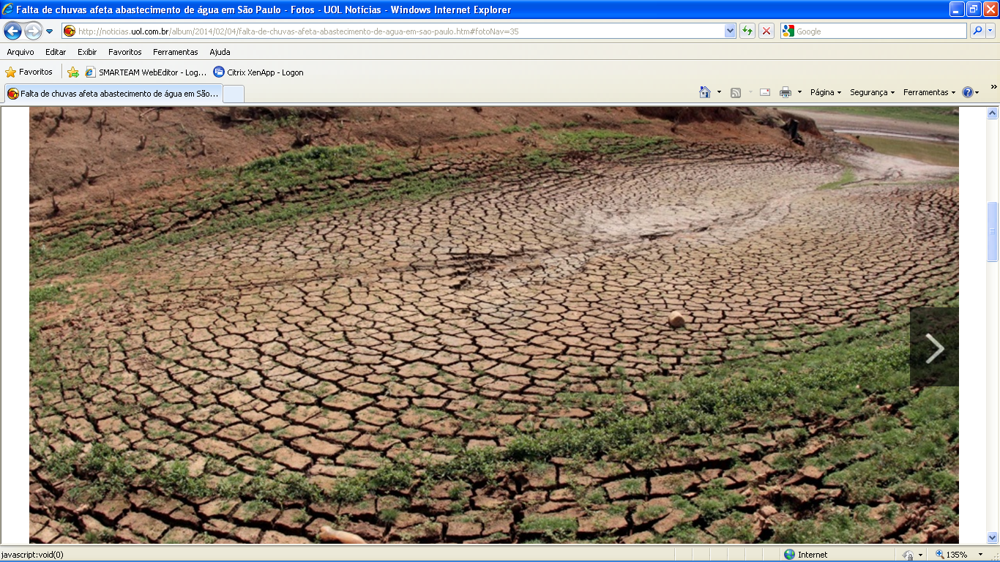 Falta de chuvas afeta abastecimento de água em São Paulo - Fotos - UOL Notícias - Windows Internet Explorer
http://noticias.uol.com.br/album/2014/02/04/falta-de-chuvas-afeta-abastecimento-de-agua-em-sao-paulo.htm#fotoNav=35
Google
Arquivo Editar Exibir Favoritos Ferramentas Ajuda
Favoritos SMARTEAM WebEditor - Log... Citrix XenApp - Logon
Falta de chuvas afeta abastecimento de água em São... Página Segurança Ferramentas
javascript:void(0) Internet 135%